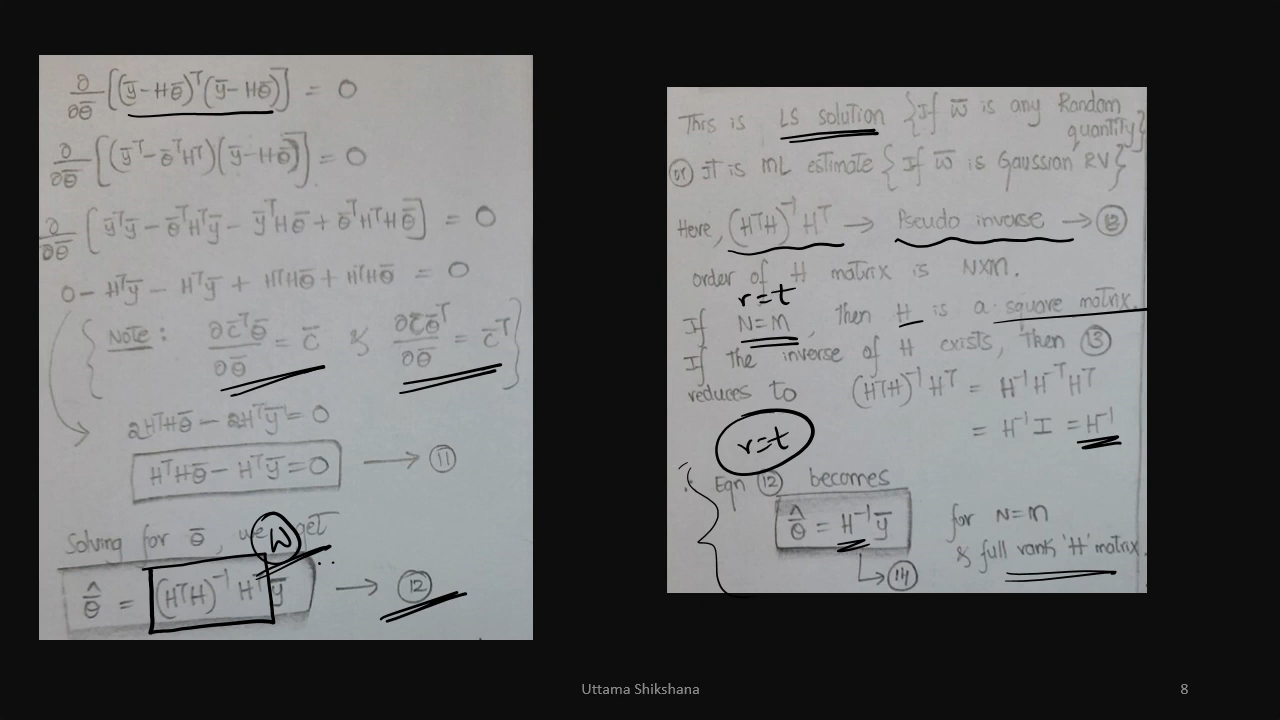 ∂/∂θ̄ [(ȳ-Hθ̄)ᵀ(ȳ-Hθ̄)] = 0
∂/∂θ̄ [(ȳᵀ-θ̄ᵀHᵀ)(ȳ-Hθ̄)] = 0
∂/∂θ̄ [ȳᵀȳ - θ̄ᵀHᵀȳ - ȳᵀHθ̄ + θ̄ᵀHᵀHθ̄] = 0
0 - Hᵀȳ - Hᵀȳ + HᵀHθ̄ + HᵀHθ̄ = 0
{Note: ∂c̄ᵀθ̄/∂θ̄ = c̄ & ∂c̄θ̄ᵀ/∂θ̄ = c̄ᵀ}
2HᵀHθ̄ - 2Hᵀȳ = 0
HᵀHθ̄ - Hᵀȳ = 0 → (11)
Solving for θ̄, we get
W
θ̄̂ = (HᵀH)⁻¹Hᵀȳ → (12)
This is LS solution {If w̄ is any Random
quantity}
(or) It is ML estimate {If w̄ is Gaussian RV}
Here, (HᵀH)⁻¹Hᵀ → Pseudo inverse → (13)
order of H matrix is N×M.
r=t
If N=M, then H is a square matrix.
If the inverse of H exists, Then (13)
reduces to (HᵀH)⁻¹Hᵀ = H⁻¹H⁻ᵀHᵀ
= H⁻¹I = H⁻¹
r=t
∴ Eqn (12) becomes
θ̄̂ = H⁻¹ȳ for N=M
& full rank 'H' matrix.
→ (14)
Uttama Shikshana
8